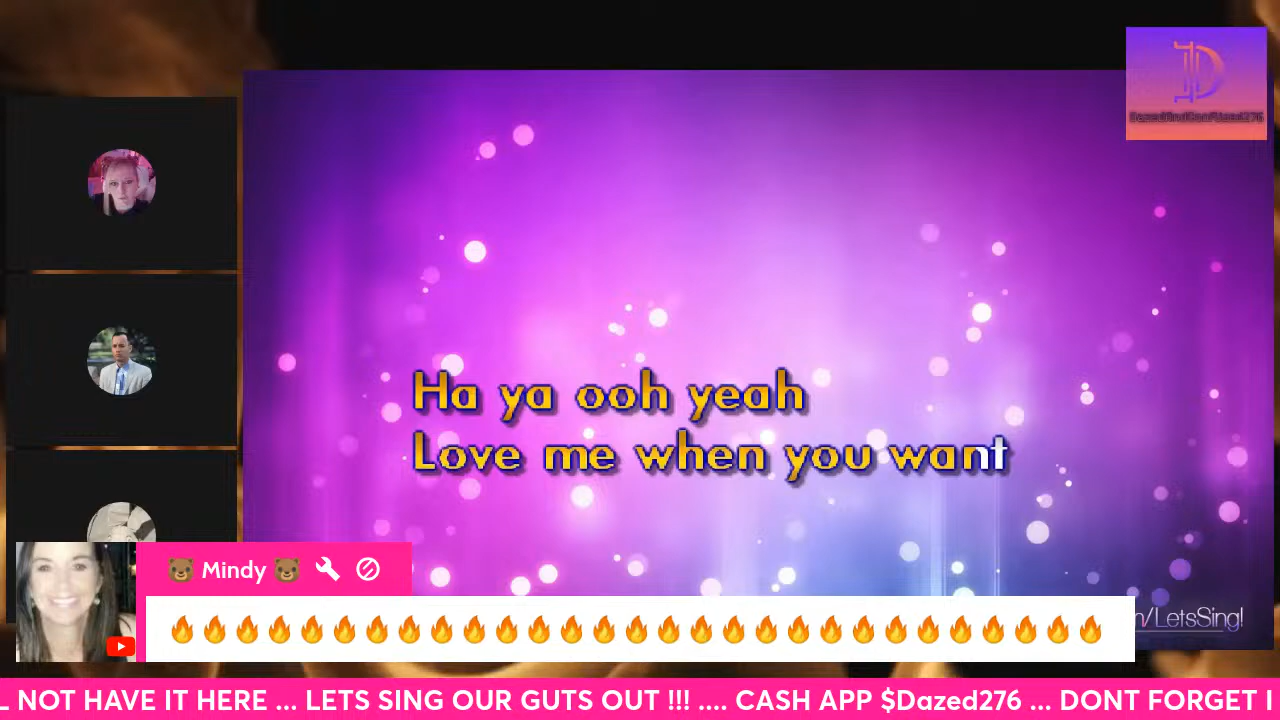 DazedKindConfUzed276
Ha ya ooh yeah
Love me when you want
🐻 Mindy 🐻
🔥🔥🔥🔥🔥🔥🔥🔥🔥🔥🔥🔥🔥🔥🔥🔥🔥🔥🔥🔥🔥🔥🔥🔥🔥🔥🔥🔥🔥
/LetsSing!
L NOT HAVE IT HERE ... LETS SING OUR GUTS OUT !!! .... CASH APP $Dazed276 ... DONT FORGET I